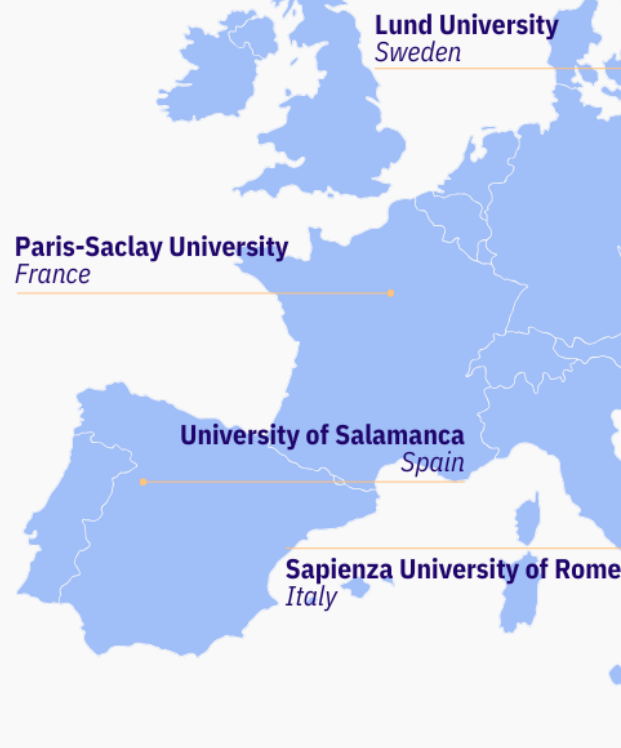 Lund University
Sweden
Paris-Saclay University
France
University of Salamanca
Spain
Sapienza University of Rome
Italy